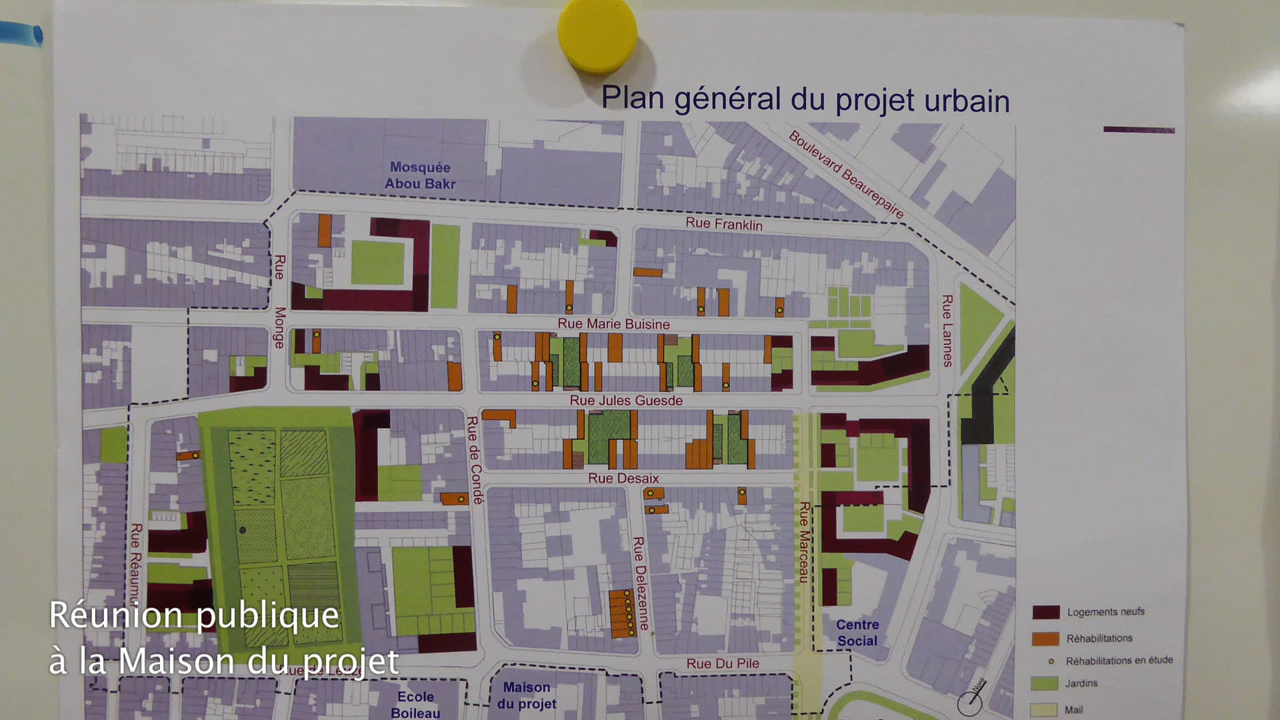 Plan général du projet urbain
Boulevard Beaurepaire
Mosquée
Abou Bakr
Rue Franklin
Rue
Monge
Rue Lannes
Rue Marie Buisine
Rue Jules Guesde
Rue de Condé
Rue Desaix
Rue Marceau
Rue Delezenne
Rue Du Pile
Centre
Social
Ecole
Boileau
Maison
du projet
Logements neufs
Réhabilitations
Réhabilitations en étude
Jardins
Mail
Nord
Réunion publique
à la Maison du projet